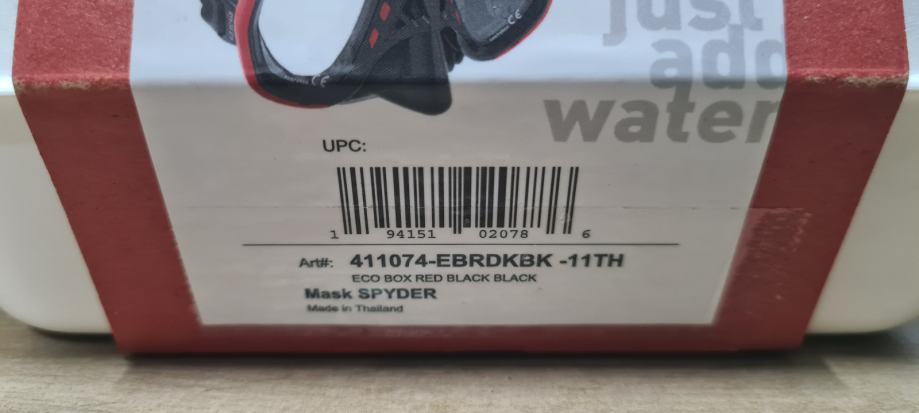 just
add
water
UPC:
1 94151 02078 6
Art#: 411074-EBRDKBK -11TH
ECO BOX RED BLACK BLACK
Mask SPYDER
Made in Thailand